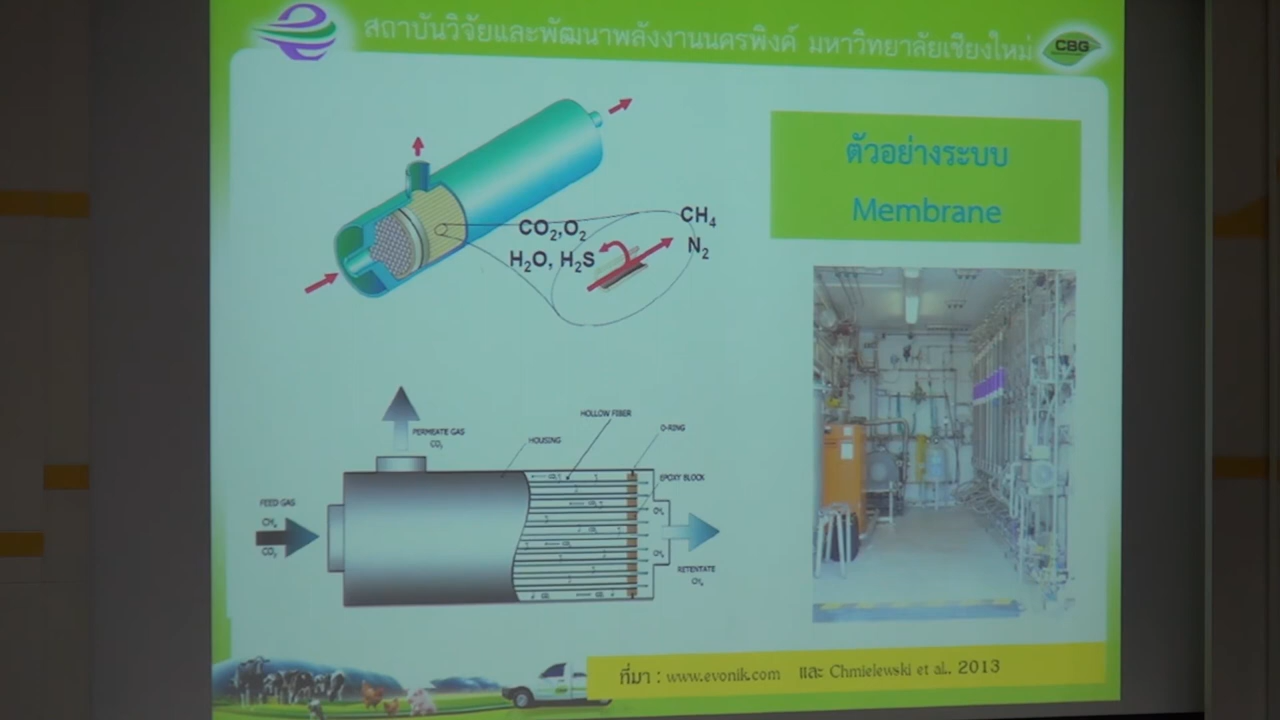 สถาบันวิจัยและพัฒนาพลังงานนครพิงค์ มหาวิทยาลัยเชียงใหม่
CBG
ตัวอย่างระบบ
Membrane
CO2,O2
H2O, H2S
CH4
N2
PERMEATE GAS
CO2
HOUSING
HOLLOW FIBER
O-RING
EPOXY BLOCK
FEED GAS
CH4
CO2
CH4
CH4
RETENTATE
CH4
ที่มา : www.evonik.com และ Chmielewski et al.. 2013